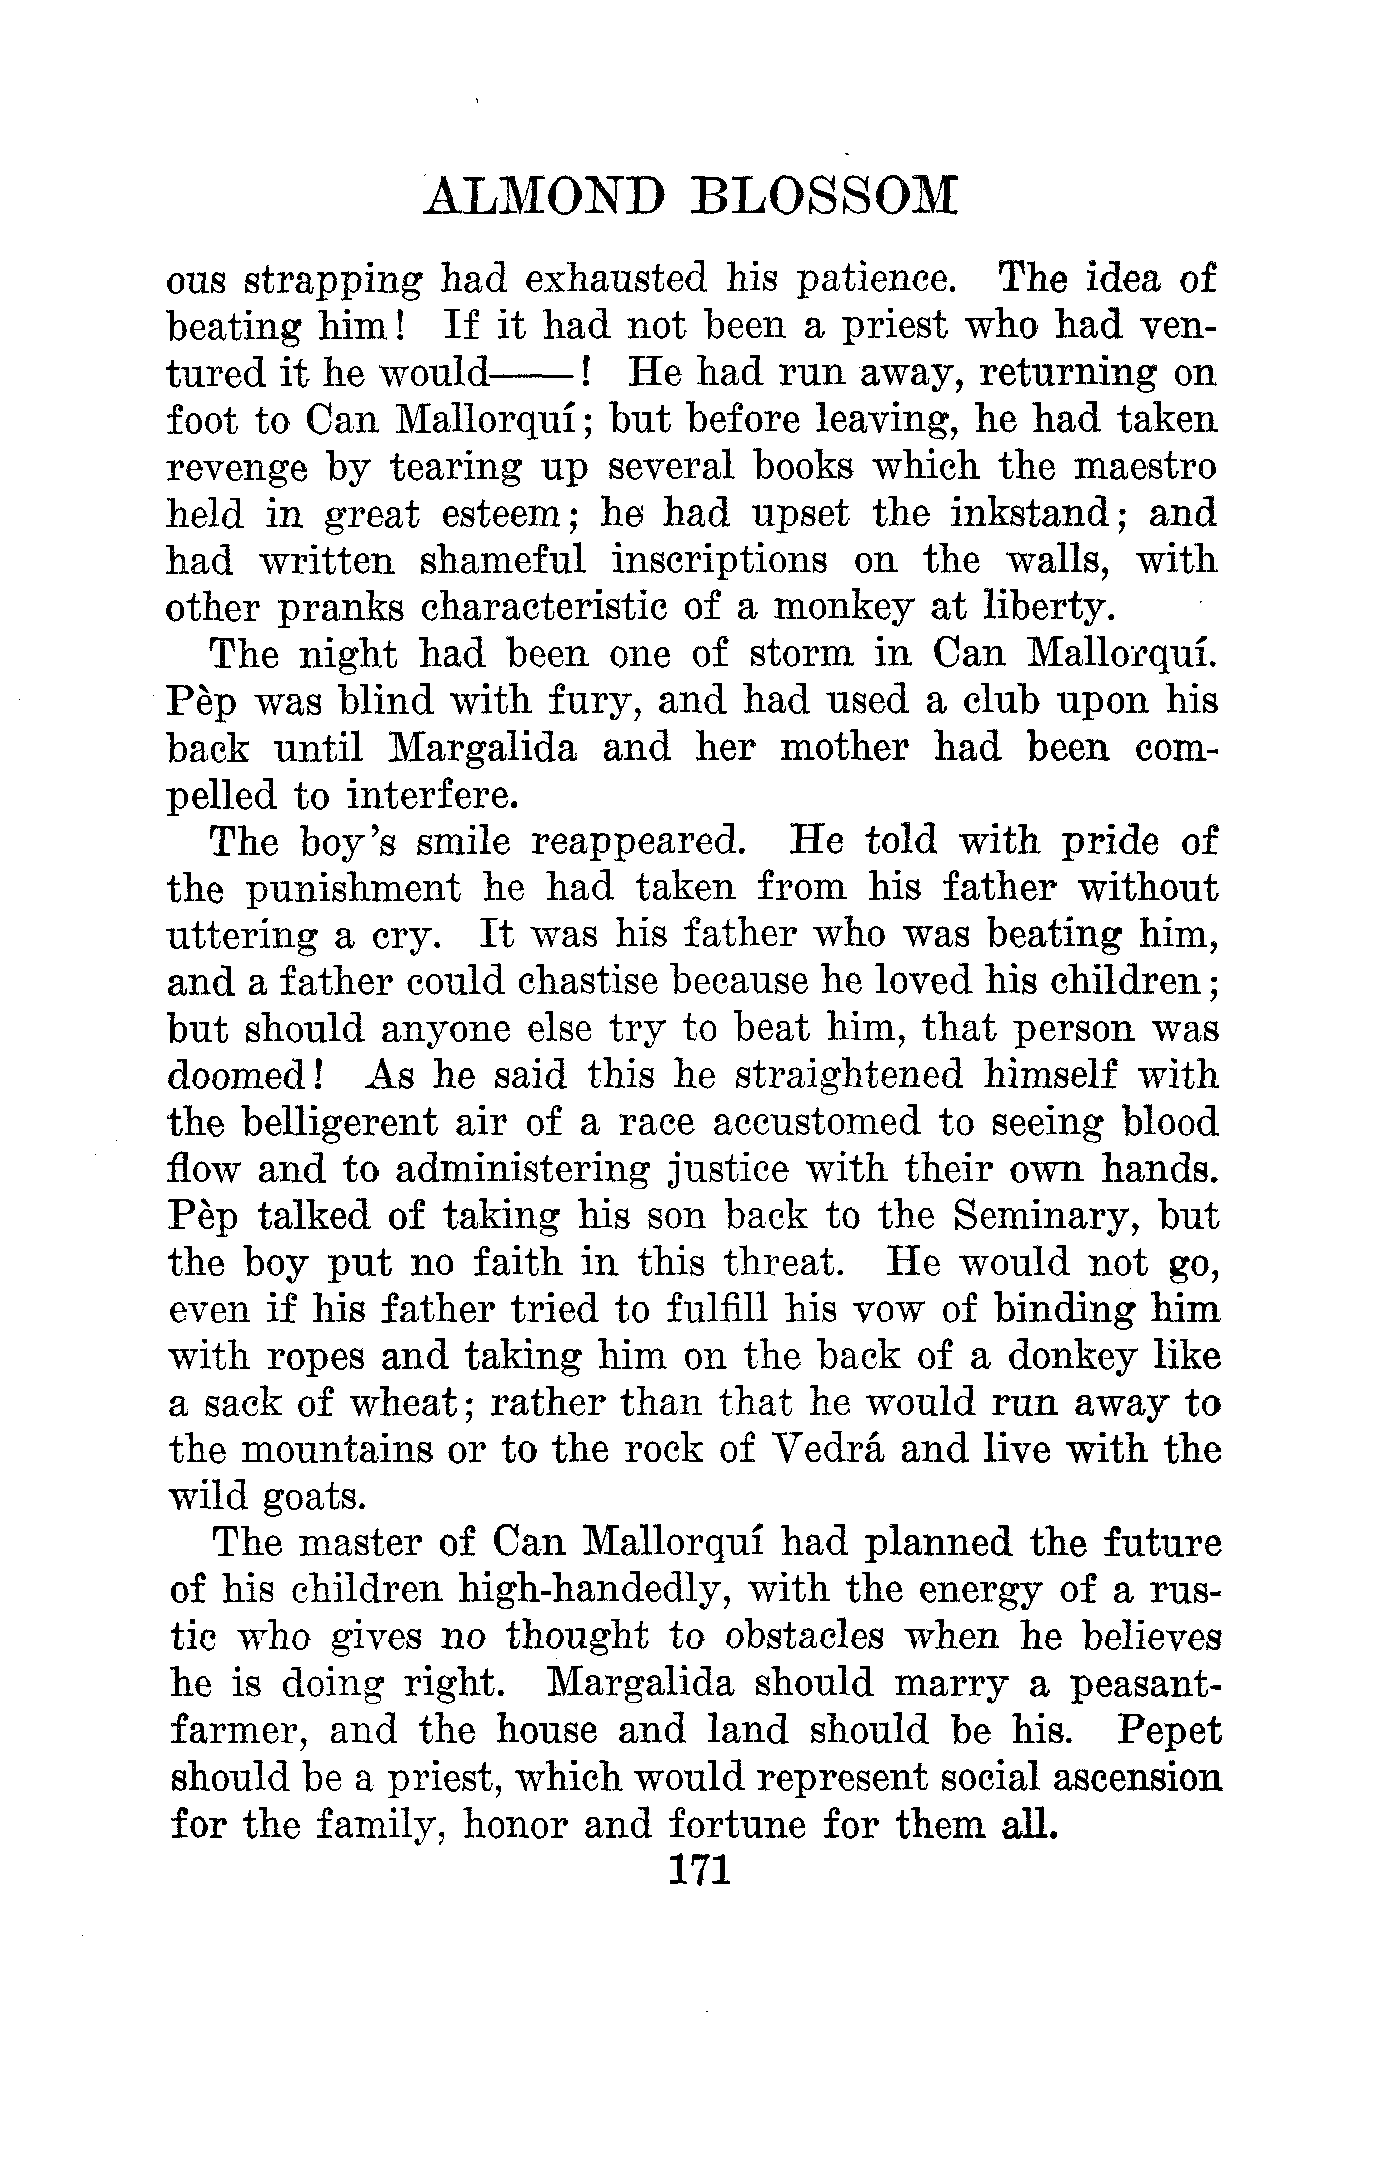 ALMOND BLOSSOM
ous strapping had exhausted his patience. The idea of
beating him! If it had not been a priest who had ven-
tured it he would——! He had run away, returning on
foot to Can Mallorquí; but before leaving, he had taken
revenge by tearing up several books which the maestro
held in great esteem; he had upset the inkstand; and
had written shameful inscriptions on the walls, with
other pranks characteristic of a monkey at liberty.
The night had been one of storm in Can Mallorquí.
Pèp was blind with fury, and had used a club upon his
back until Margalida and her mother had been com-
pelled to interfere.
The boy's smile reappeared. He told with pride of
the punishment he had taken from his father without
uttering a cry. It was his father who was beating him,
and a father could chastise because he loved his children;
but should anyone else try to beat him, that person was
doomed! As he said this he straightened himself with
the belligerent air of a race accustomed to seeing blood
flow and to administering justice with their own hands.
Pèp talked of taking his son back to the Seminary, but
the boy put no faith in this threat. He would not go,
even if his father tried to fulfill his vow of binding him
with ropes and taking him on the back of a donkey like
a sack of wheat; rather than that he would run away to
the mountains or to the rock of Vedrá and live with the
wild goats.
The master of Can Mallorquí had planned the future
of his children high-handedly, with the energy of a rus-
tic who gives no thought to obstacles when he believes
he is doing right. Margalida should marry a peasant-
farmer, and the house and land should be his. Pepet
should be a priest, which would represent social ascension
for the family, honor and fortune for them all.
171